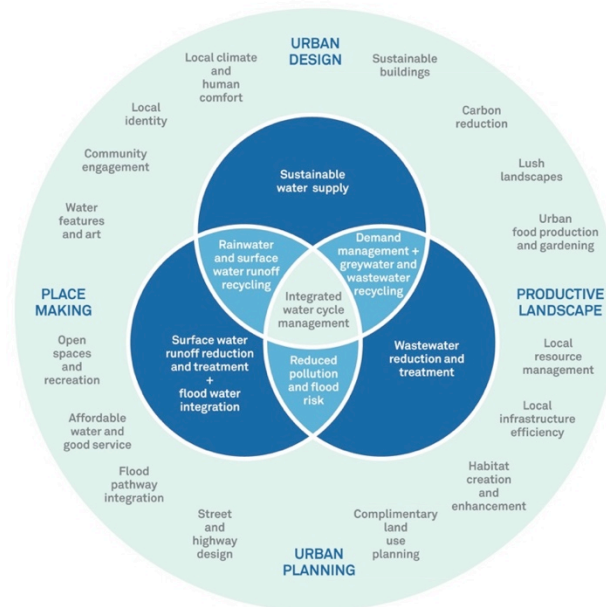 URBAN
DESIGN
Sustainable
buildings
Carbon
reduction
Lush
landscapes
Urban
food production
and gardening
PRODUCTIVE
LANDSCAPE
Local
resource
management
Local
infrastructure
efficiency
Habitat
creation
and
enhancement
Complimentary
land
use
planning
URBAN
PLANNING
Street
and
highway
design
Flood
pathway
integration
Affordable
water and
good service
Open
spaces
and
recreation
PLACE
MAKING
Water
features
and art
Community
engagement
Local
identity
Local climate
and
human
comfort
Sustainable
water supply
Rainwater
and surface
water runoff
recycling
Demand
management +
greywater and
wastewater
recycling
Integrated
water cycle
management
Surface water
runoff reduction
and treatment
+
flood water
integration
Reduced
pollution
and flood
risk
Wastewater
reduction and
treatment